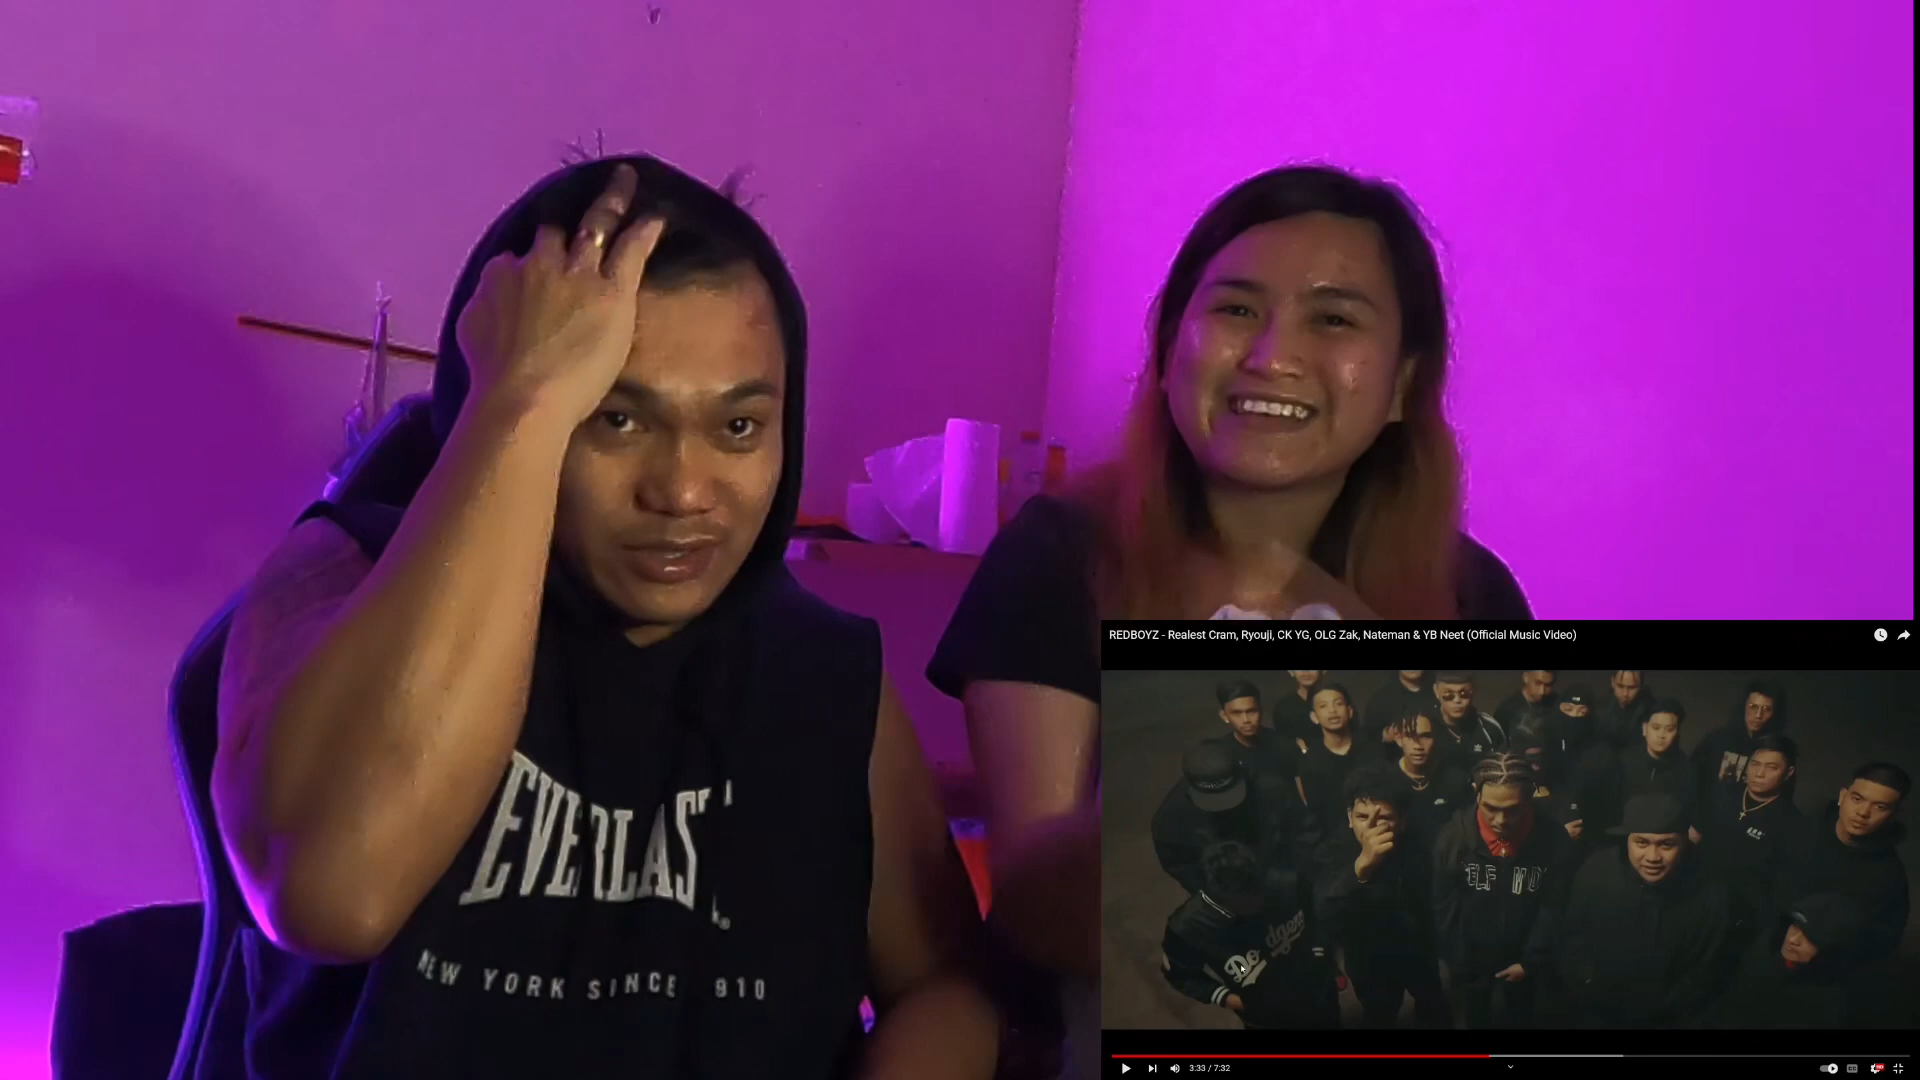 EVERLAST
NEW YORK SINCE 1910
REDBOYZ - Realest Cram, Ryouji, CK YG, OLG Zak, Nateman & YB Neet (Official Music Video)
Dodgers
3:33 / 7:32